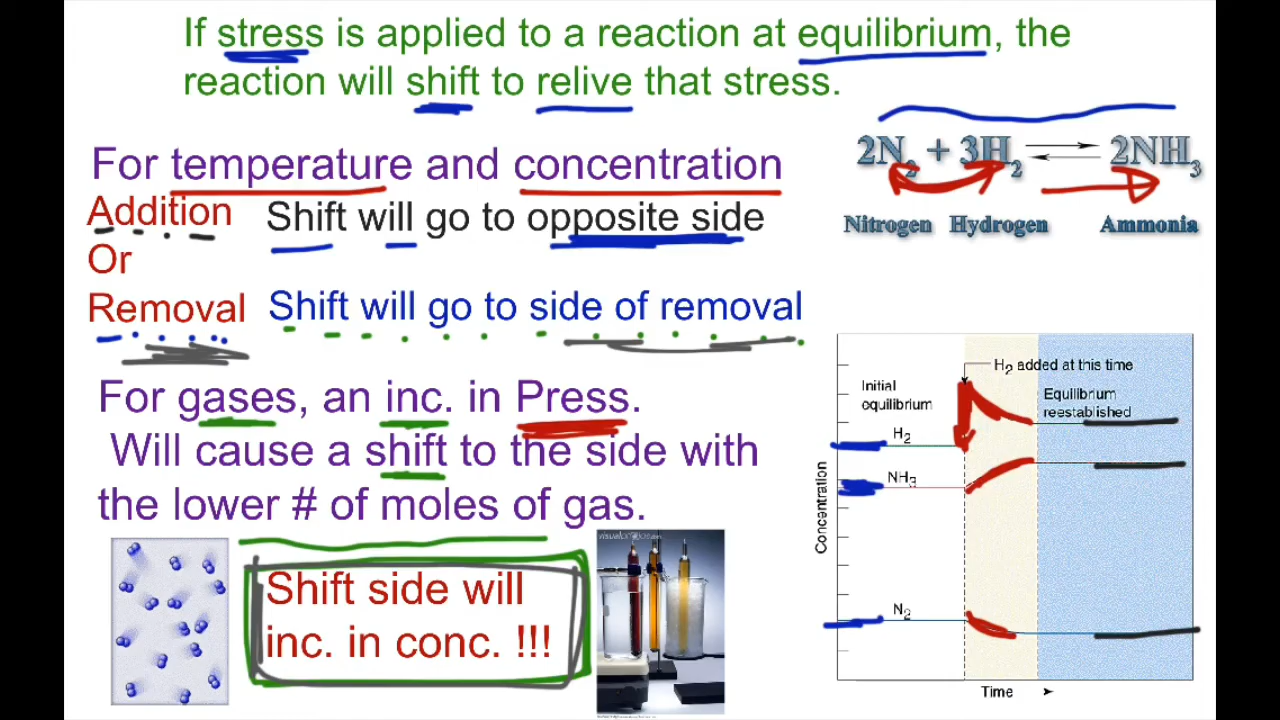 If stress is applied to a reaction at equilibrium, the
reaction will shift to relive that stress.
2N2 + 3H2 ⇌ 2NH3
Nitrogen Hydrogen Ammonia
For temperature and concentration
Addition Shift will go to opposite side
Or
Removal Shift will go to side of removal
For gases, an inc. in Press.
Will cause a shift to the side with
the lower # of moles of gas.
Shift side will
inc. in conc. !!!
H2 added at this time
Initial
equilibrium
Equilibrium
reestablished
H2
NH3
N2
Concentration
Time